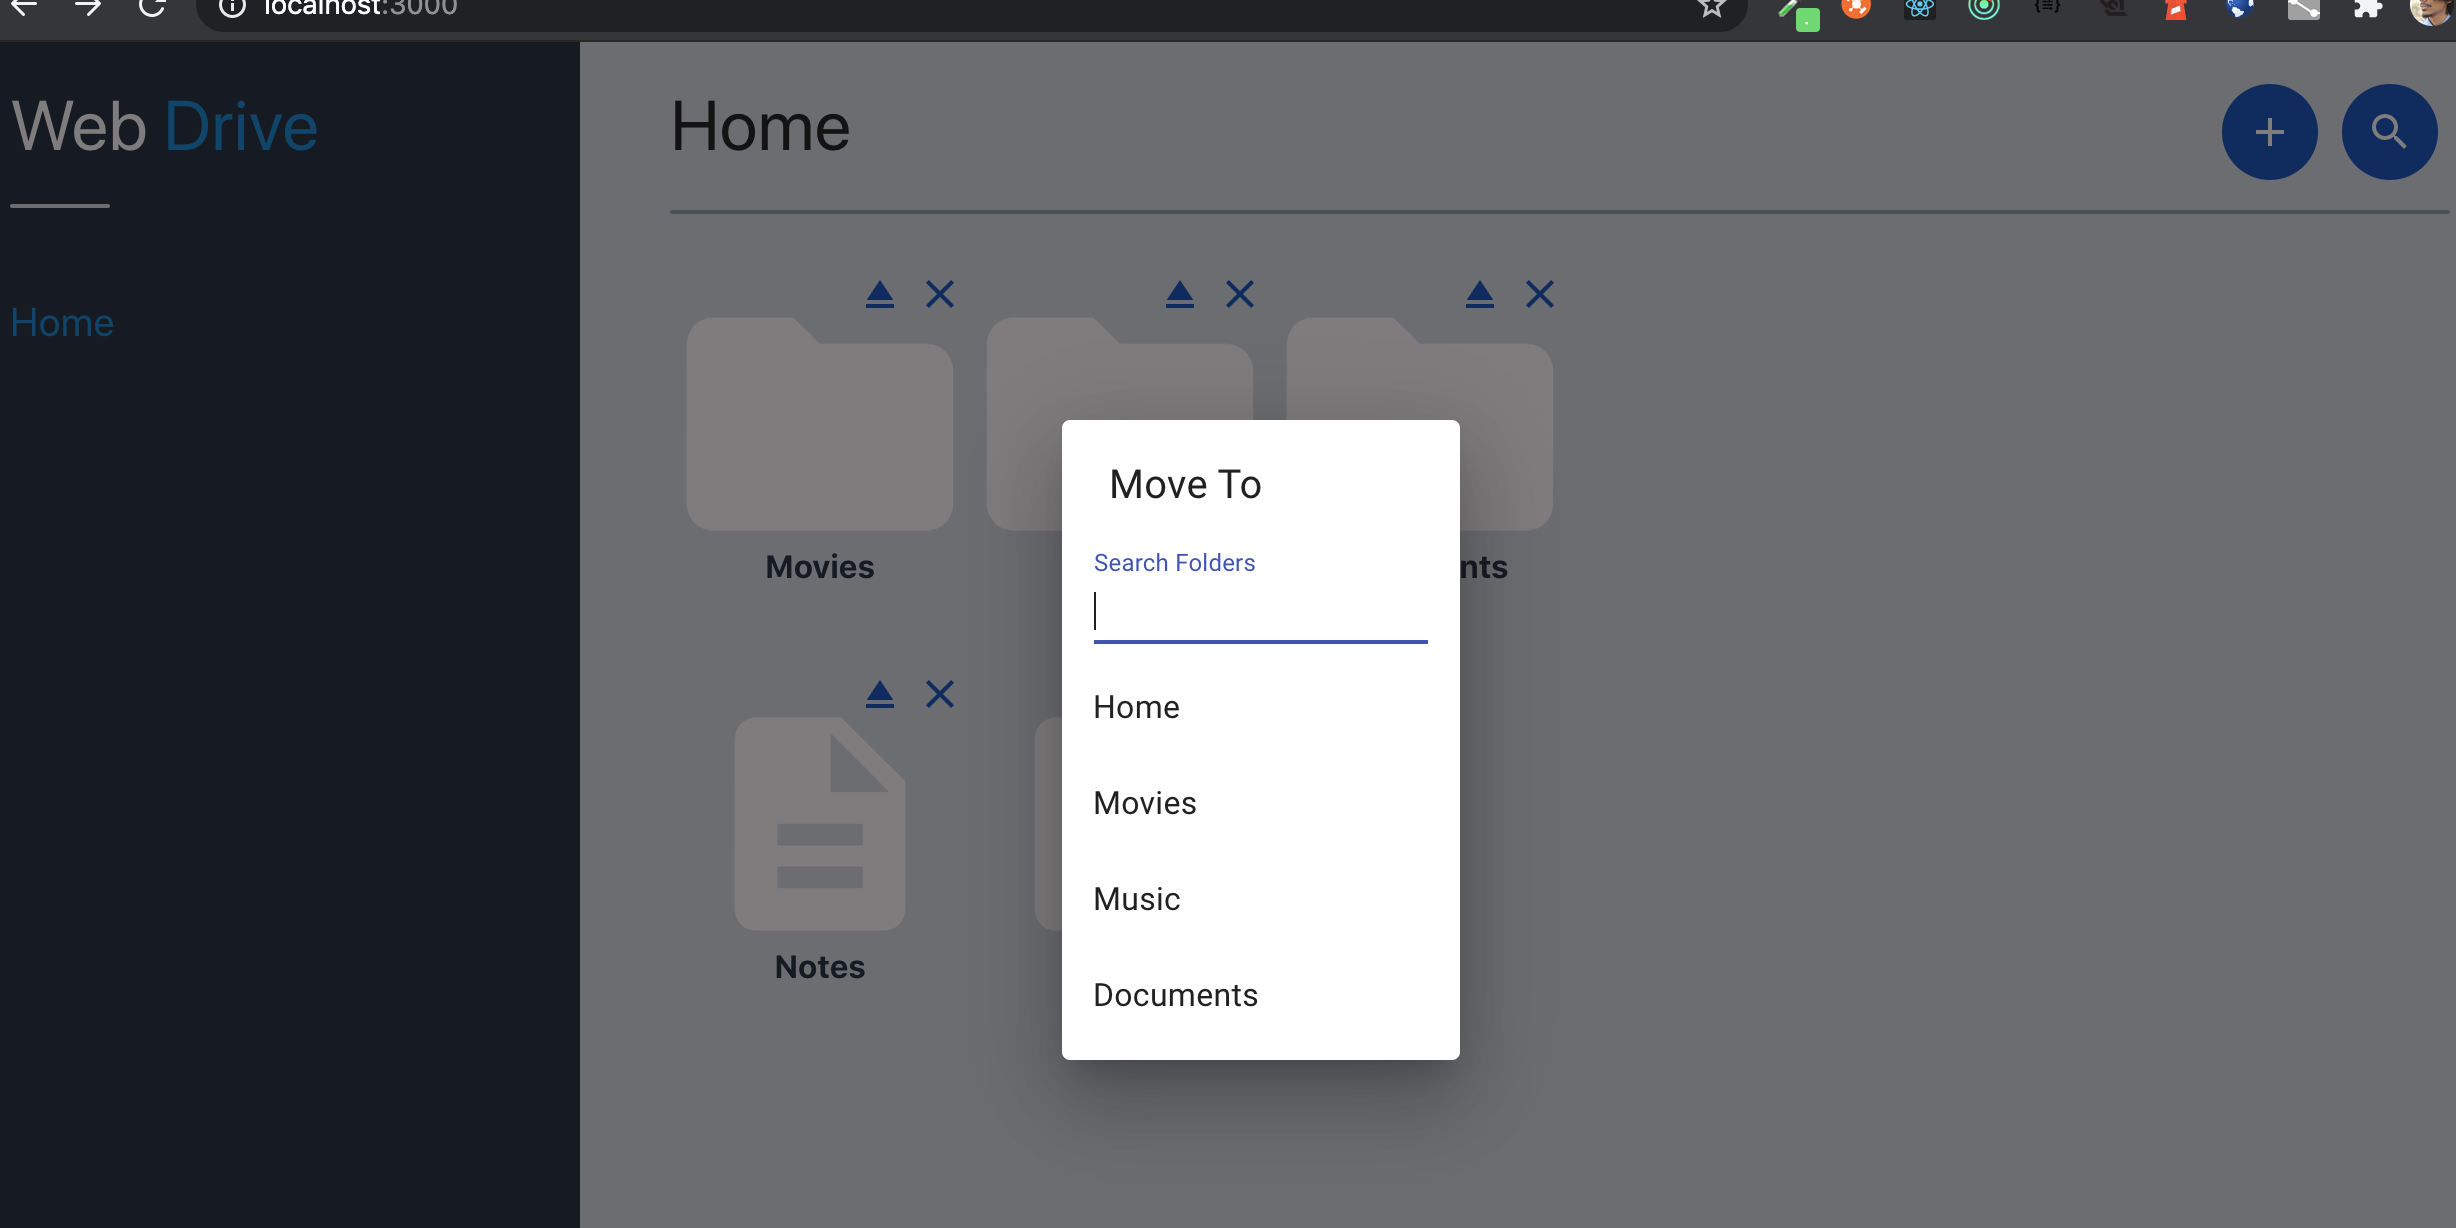 localhost:3000
Web Drive
Home
Home
Movies
nts
Notes
Move To
Search Folders
Home
Movies
Music
Documents